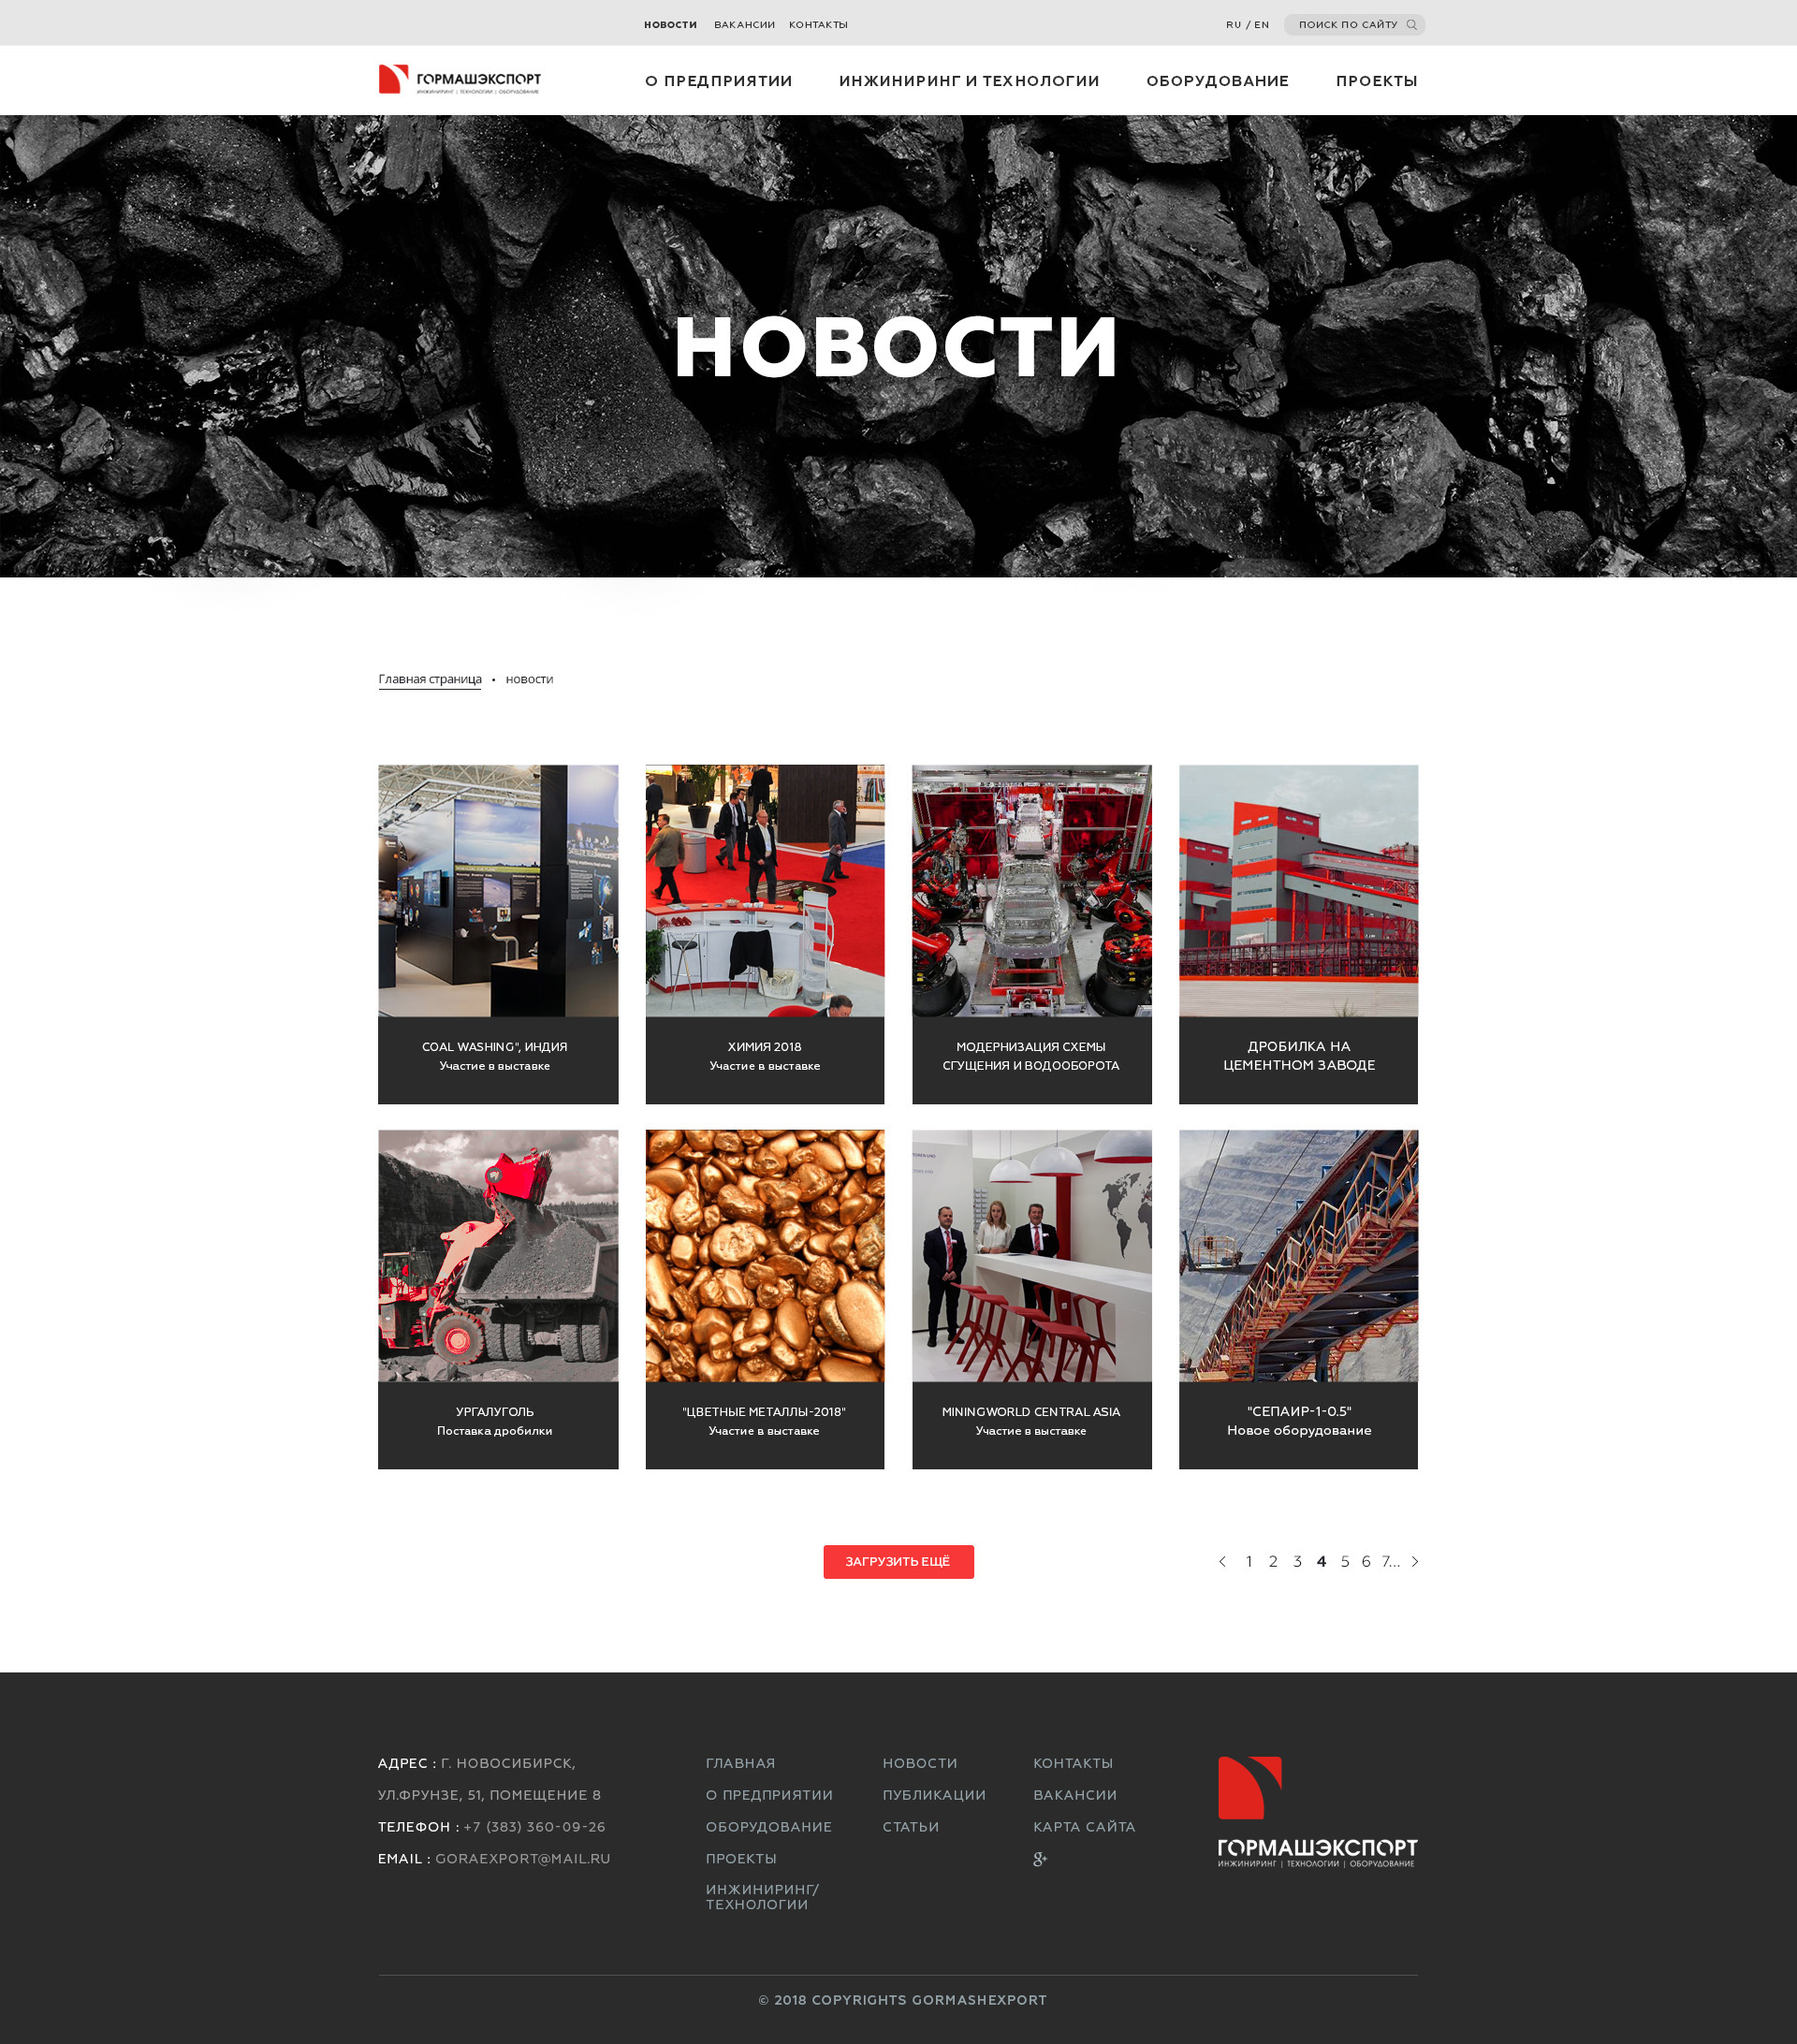 НОВОСТИ ВАКАНСИИ КОНТАКТЫ RU / EN ПОИСК ПО САЙТУ
ГОРМАШЭКСПОРТ
ИНЖИНИРИНГ | ТЕХНОЛОГИИ | ОБОРУДОВАНИЕ
О ПРЕДПРИЯТИИ ИНЖИНИРИНГ И ТЕХНОЛОГИИ ОБОРУДОВАНИЕ ПРОЕКТЫ
НОВОСТИ
Главная страница • новости
COAL WASHING", ИНДИЯ
Участие в выставке
ХИМИЯ 2018
Участие в выставке
МОДЕРНИЗАЦИЯ СХЕМЫ
СГУЩЕНИЯ И ВОДООБОРОТА
ДРОБИЛКА НА
ЦЕМЕНТНОМ ЗАВОДЕ
УРГАЛУГОЛЬ
Поставка дробилки
"ЦВЕТНЫЕ МЕТАЛЛЫ-2018"
Участие в выставке
MININGWORLD CENTRAL ASIA
Участие в выставке
"СЕПАИР-1-0.5"
Новое оборудование
ЗАГРУЗИТЬ ЕЩЁ
1 2 3 4 5 6 7...
АДРЕС : Г. НОВОСИБИРСК,
УЛ.ФРУНЗЕ, 51, ПОМЕЩЕНИЕ 8
ТЕЛЕФОН : +7 (383) 360-09-26
EMAIL : GORAEXPORT@MAIL.RU
ГЛАВНАЯ
О ПРЕДПРИЯТИИ
ОБОРУДОВАНИЕ
ПРОЕКТЫ
ИНЖИНИРИНГ/
ТЕХНОЛОГИИ
НОВОСТИ
ПУБЛИКАЦИИ
СТАТЬИ
КОНТАКТЫ
ВАКАНСИИ
КАРТА САЙТА
g+
ГОРМАШЭКСПОРТ
ИНЖИНИРИНГ | ТЕХНОЛОГИИ | ОБОРУДОВАНИЕ
© 2018 COPYRIGHTS GORMASHEXPORT